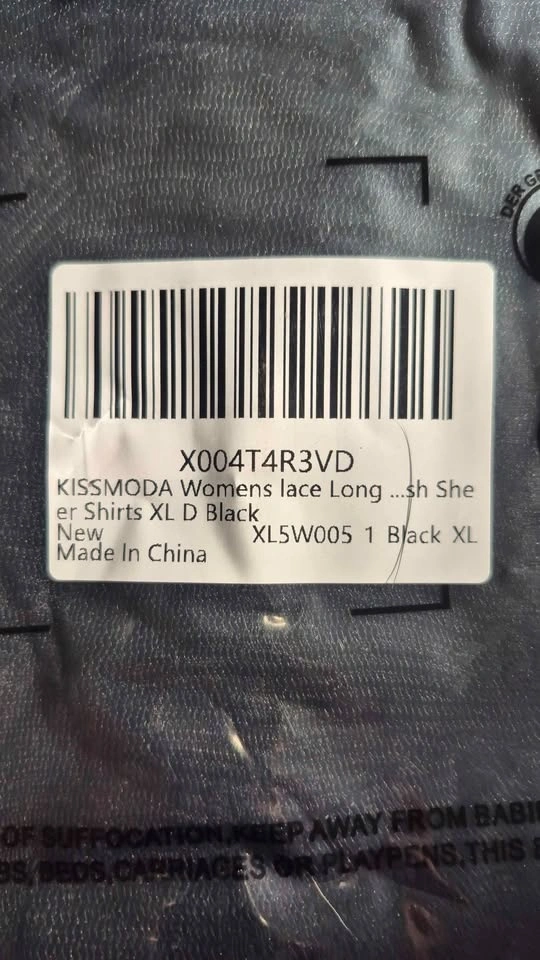 DER
X004T4R3VD
KISSMODA Womens lace Long ...sh She
er Shirts XL D Black
New XL5W005 1 Black XL
Made In China
OF SUFFOCATION,KEEP AWAY FROM
BEDS,CARRIAGES OR PLAYPENS,THIS